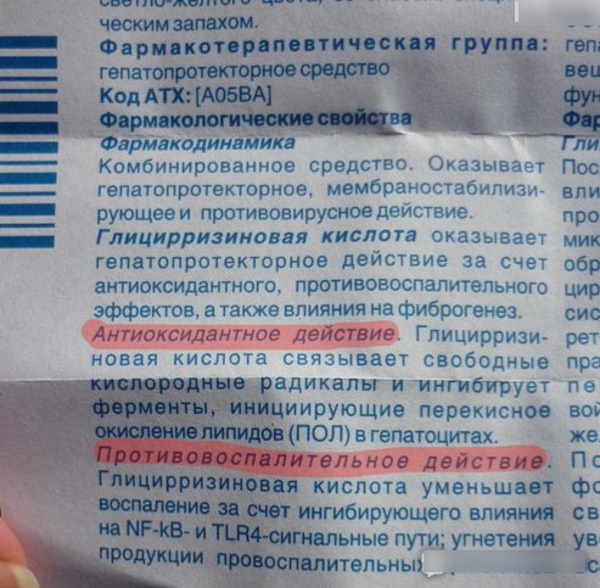 ческим запахом.
Фармакотерапевтическая группа:
гепатопротекторное средство
Код АТХ: [A05BA]
Фармакологические свойства
Фармакодинамика
Комбинированное средство. Оказывает
гепатопротекторное, мембраностабилизи-
рующее и противовирусное действие.
Глицирризиновая кислота оказывает
гепатопротекторное действие за счет
антиоксидантного, противовоспалительного
эффектов, а также влияния на фиброгенез.
Антиоксидантное действие. Глицирризи-
новая кислота связывает свободные
кислородные радикалы и ингибирует
ферменты, инициирующие перекисное
окисление липидов (ПОЛ) в гепатоцитах.
Противовоспалительное действие.
Глицирризиновая кислота уменьшает
воспаление за счет ингибирующего влияния
на NF-kB- и TLR4-сигнальные пути; угнетения
продукции провоспалительны